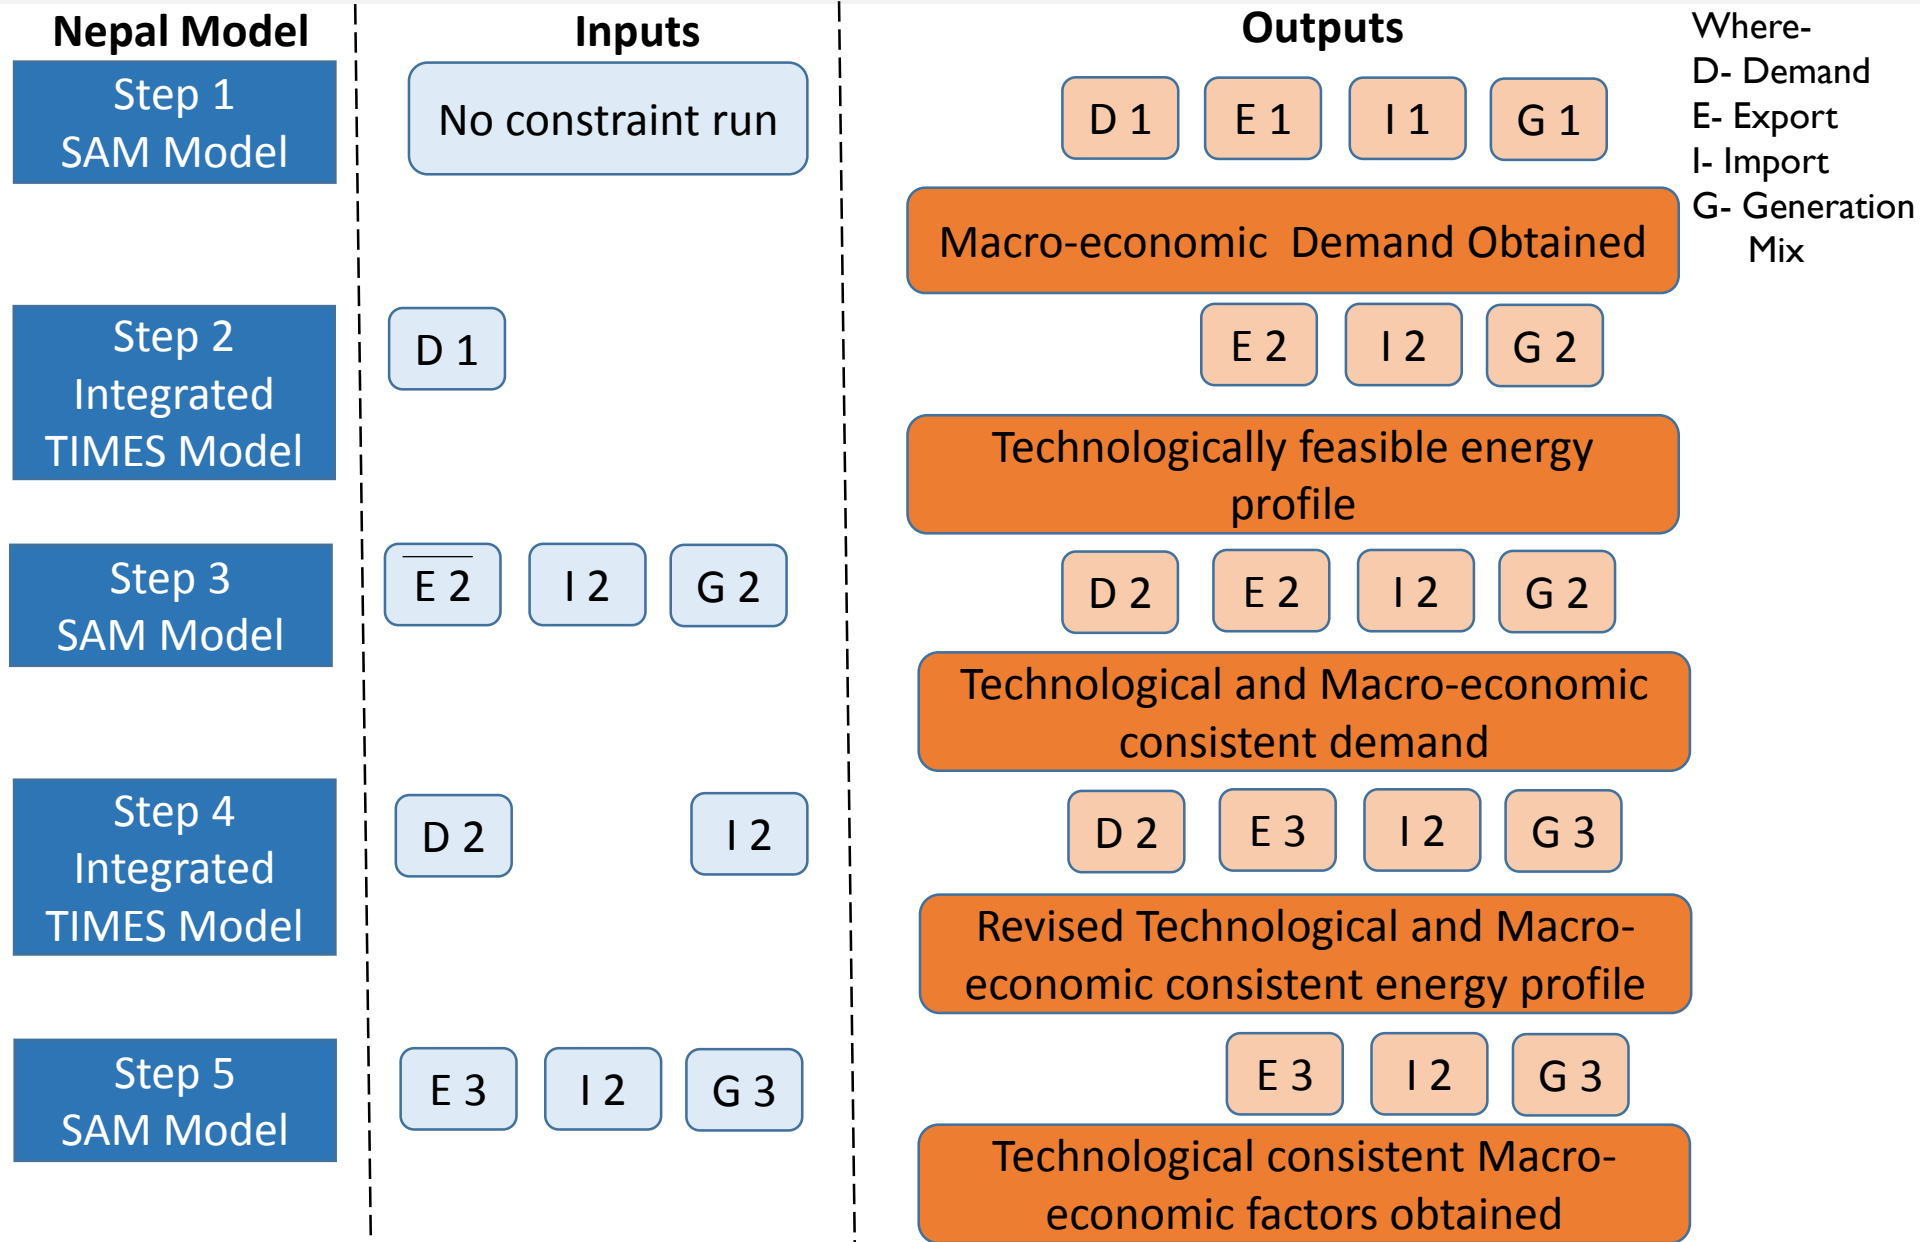 Nepal Model
Inputs
Outputs
Where-
D- Demand
E- Export
I- Import
G- Generation
Mix
Step 1
SAM Model
No constraint run
D 1
E 1
I 1
G 1
Macro-economic  Demand Obtained
Step 2
Integrated
TIMES Model
D 1
E 2
I 2
G 2
Technologically feasible energy
profile
Step 3
SAM Model
E 2
I 2
G 2
D 2
E 2
I 2
G 2
Technological and Macro-economic
consistent demand
Step 4
Integrated
TIMES Model
D 2
I 2
D 2
E 3
I 2
G 3
Revised Technological and Macro-
economic consistent energy profile
Step 5
SAM Model
E 3
I 2
G 3
E 3
I 2
G 3
Technological consistent Macro-
economic factors obtained